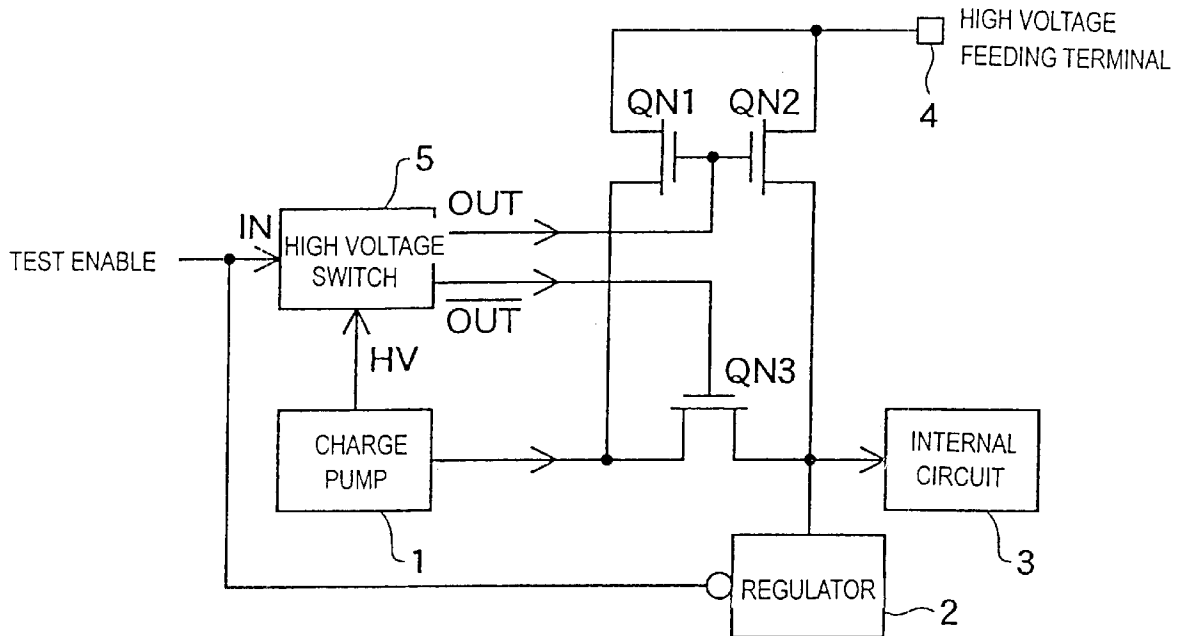 HIGH VOLTAGE
FEEDING TERMINAL
4
QN1
QN2
5
OUT
IN
HIGH VOLTAGE
SWITCH
TEST ENABLE
OUT
HV
QN3
CHARGE
PUMP
INTERNAL
CIRCUIT
1
3
REGULATOR
2